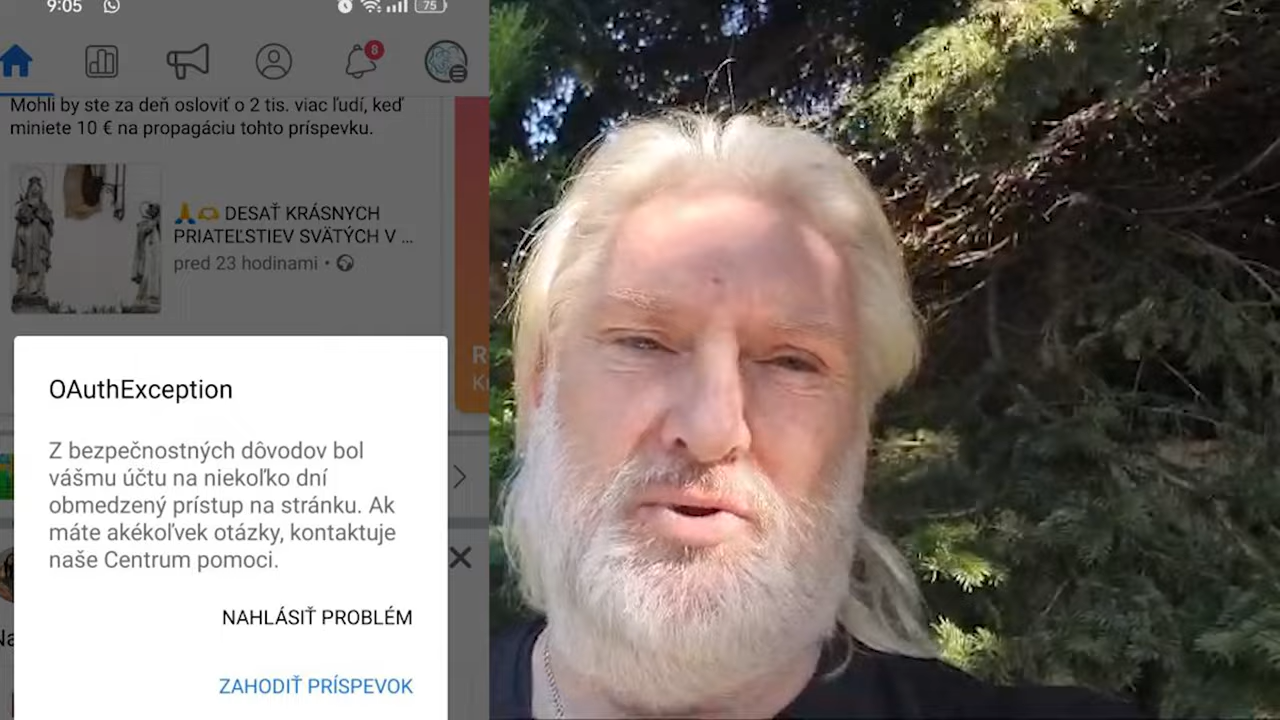 9:05
75
8
Mohli by ste za deň osloviť o 2 tis. viac ľudí, keď
miniete 10 € na propagáciu tohto príspevku.
🙏🫶 DESAŤ KRÁSNYCH
PRIATEĽSTIEV SVÄTÝCH V ...
pred 23 hodinami •
OAuthException
Z bezpečnostných dôvodov bol
vášmu účtu na niekoľko dní
obmedzený prístup na stránku. Ak
máte akékoľvek otázky, kontaktuje
naše Centrum pomoci.
NAHLÁSIŤ PROBLÉM
ZAHODIŤ PRÍSPEVOK